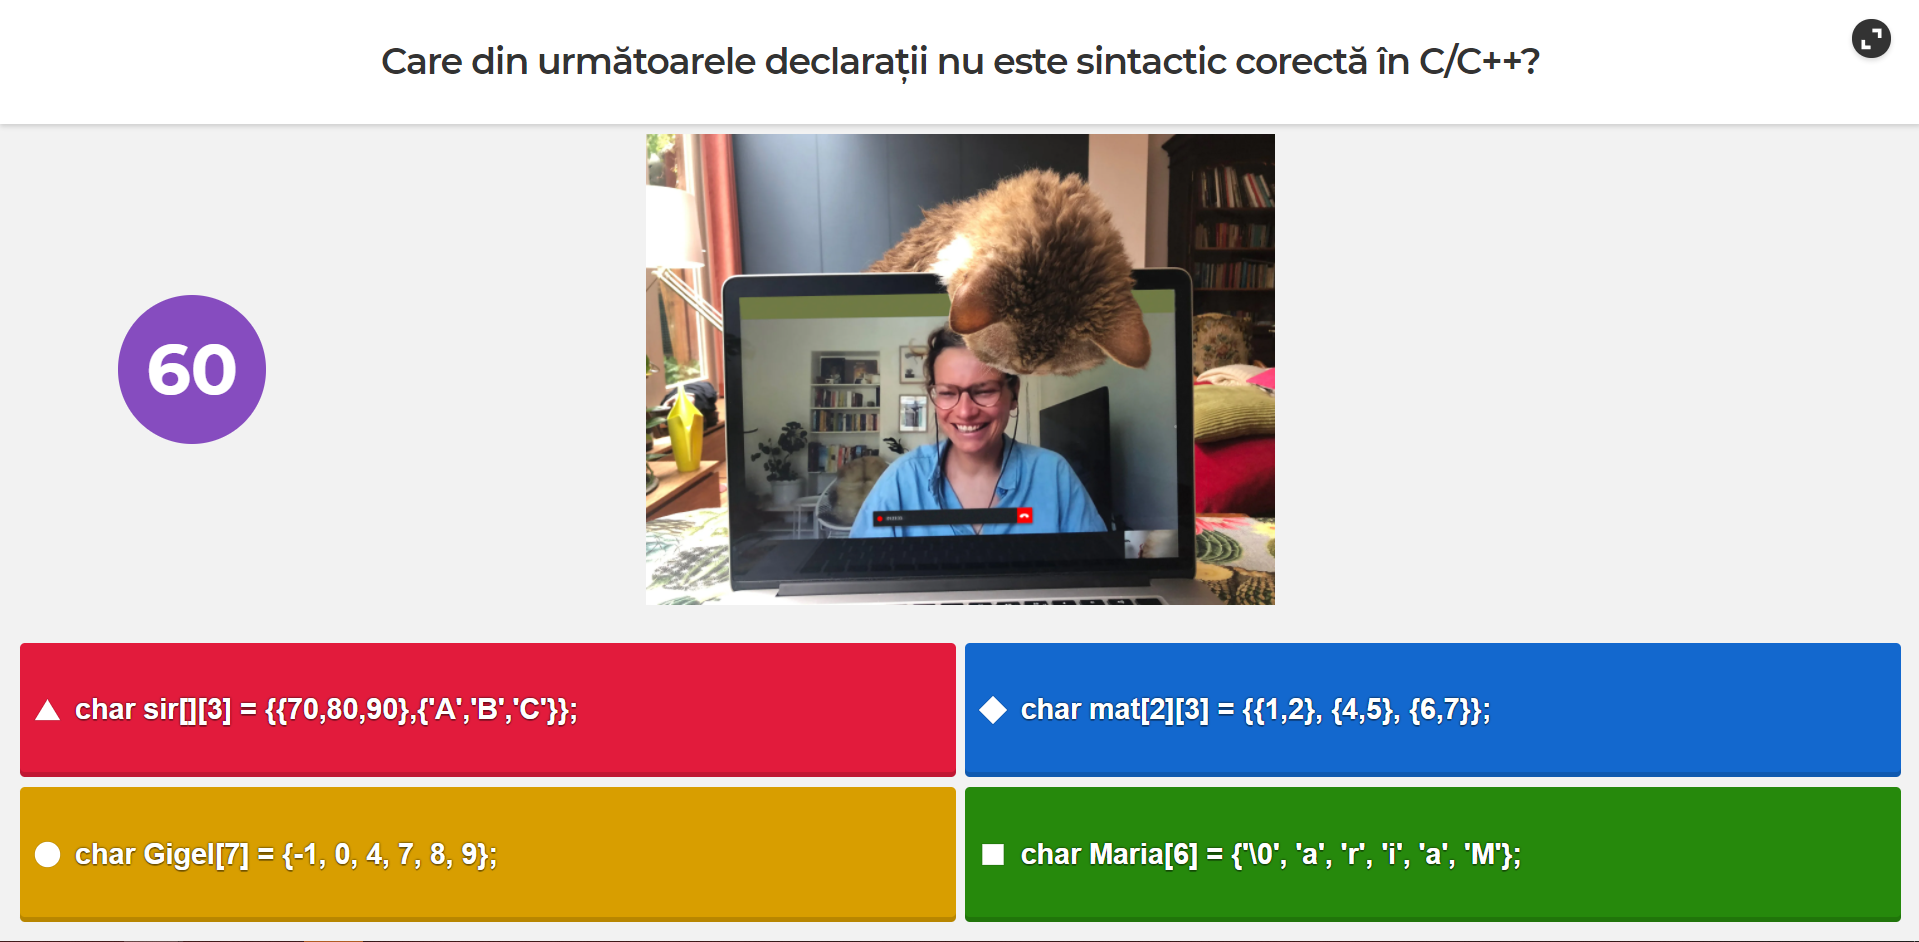 Care din următoarele declarații nu este sintactic corectă în C/C++?
60
char sir[][3] = {{70,80,90},{'A','B','C'}};
char mat[2][3] = {{1,2}, {4,5}, {6,7}};
char Gigel[7] = {-1, 0, 4, 7, 8, 9};
char Maria[6] = {'\0', 'a', 'r', 'i', 'a', 'M'};